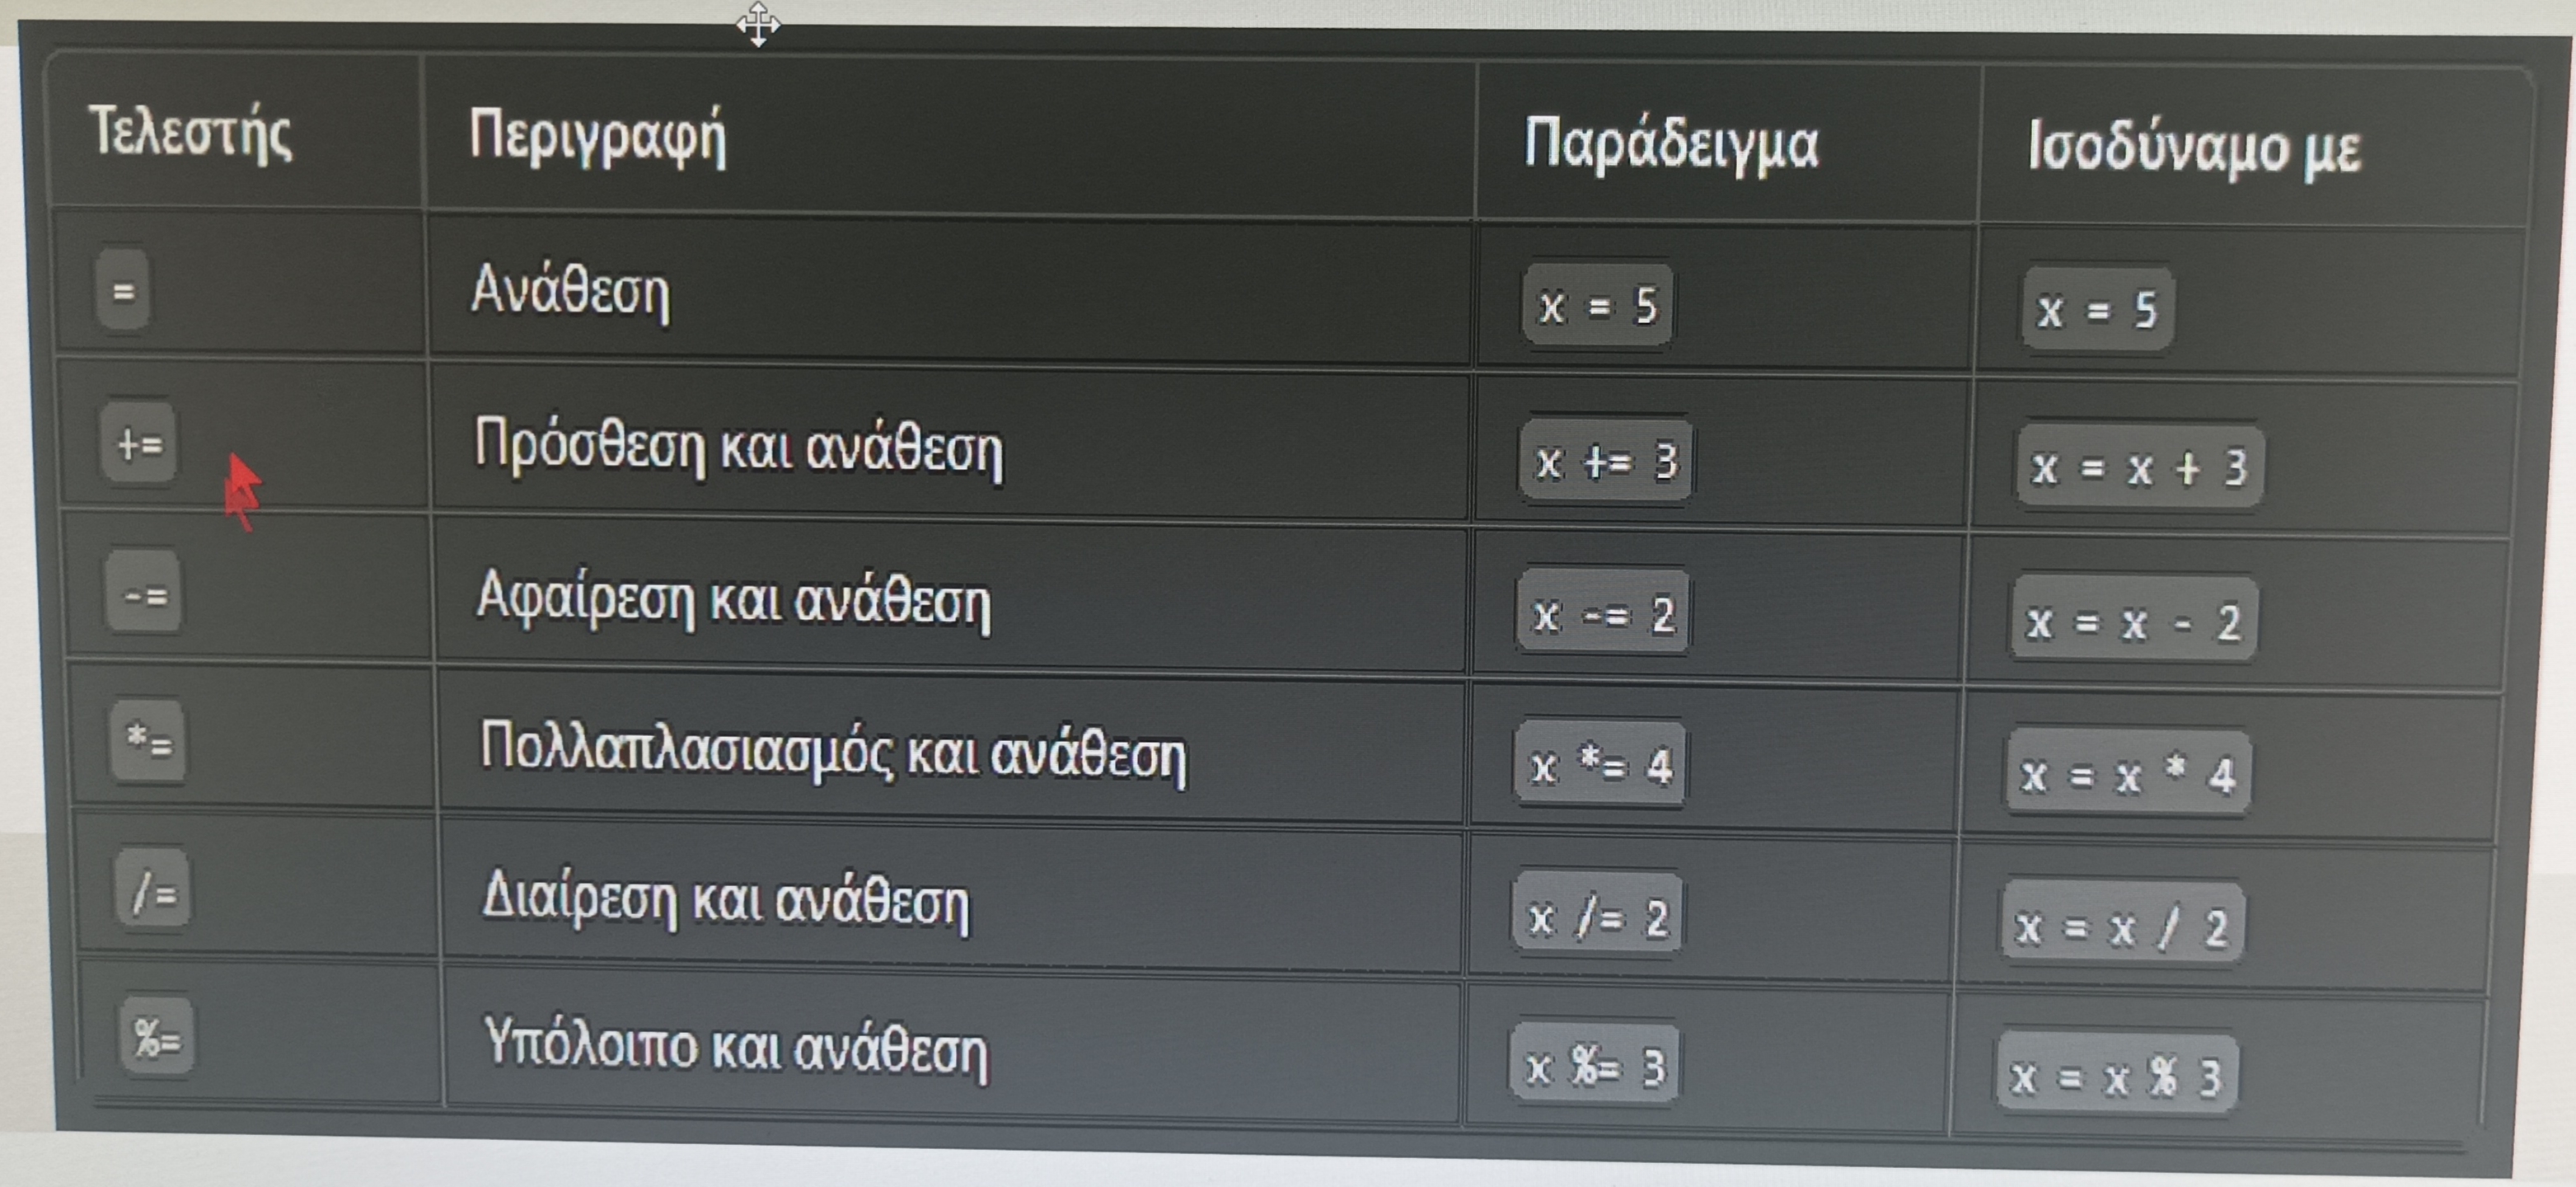 Τελεστής Περιγραφή Παράδειγμα Ισοδύναμο με
= Ανάθεση x = 5 x = 5
+= Πρόσθεση και ανάθεση x += 3 x = x + 3
-= Αφαίρεση και ανάθεση x -= 2 x = x - 2
*= Πολλαπλασιασμός και ανάθεση x *= 4 x = x * 4
/= Διαίρεση και ανάθεση x /= 2 x = x / 2
%= Υπόλοιπο και ανάθεση x %= 3 x = x % 3